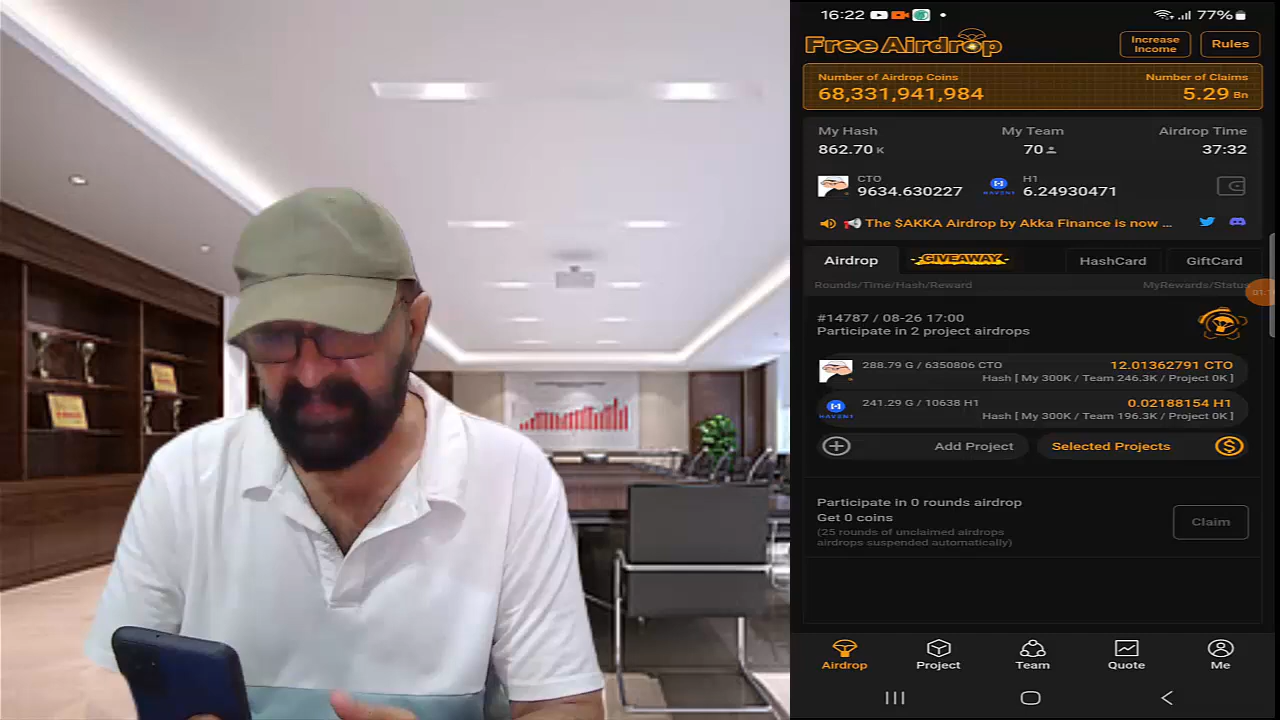 16:22
77%
Free Airdrop
Increase
Income
Rules
Number of Airdrop Coins
Number of Claims
68,331,941,984
5.29 Bn
My Hash
My Team
Airdrop Time
862.70 K
70
37:32
CTO
9634.630227
H1
6.24930471
The $AKKA Airdrop by Akka Finance is now ...
Airdrop
GIVEAWAY
HashCard
GiftCard
Rounds/Time/Hash/Reward
MyRewards/Status
#14787 / 08-26 17:00
Participate in 2 project airdrops
288.79 G / 6350806 CTO
12.01362791 CTO
Hash [ My 300K / Team 246.3K / Project 0K ]
241.29 G / 10638 H1
0.02188154 H1
HAVEN1
Hash [ My 300K / Team 196.3K / Project 0K ]
Add Project
Selected Projects
Participate in 0 rounds airdrop
Get 0 coins
(25 rounds of unclaimed airdrops
airdrops suspended automatically)
Claim
Airdrop
Project
Team
Quote
Me